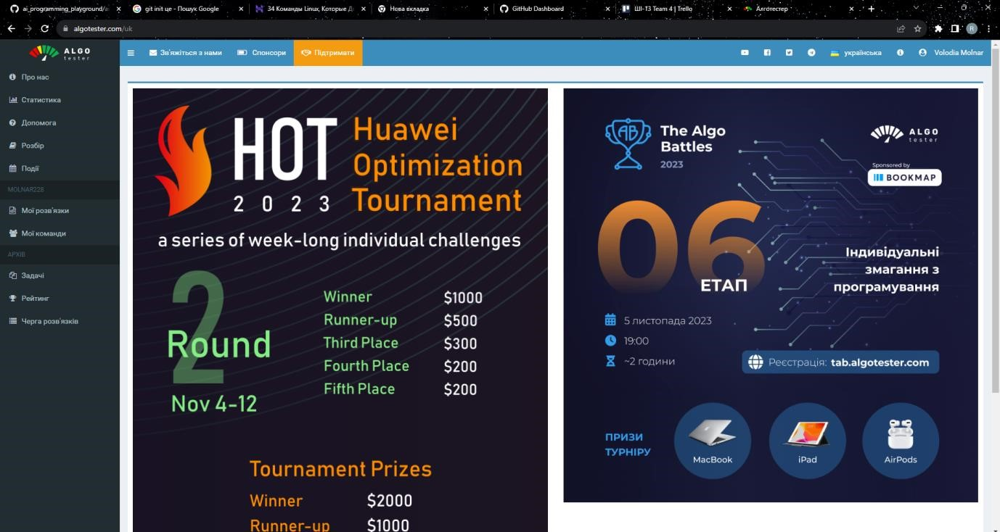 ai_programming_playground/ai
git init це - Пошук Google
34 Команды Linux, Которые Д
Нова вкладка
GitHub Dashboard
ШІ-13 Team 4 | Trello
Алготестер
algotester.com/uk
R
ALGO
tester
Зв'яжіться з нами
Спонсори
Підтримати
українська
Volodia Molnar
Про нас
Статистика
Допомога
Розбір
Події
MOLNAR228
Мої розв'язки
Мої команди
АРХІВ
Задачі
Рейтинг
Черга розв'язків
HOT
2023
Huawei
Optimization
Tournament
a series of week-long individual challenges
2
Round
Nov 4-12
Winner $1000
Runner-up $500
Third Place $300
Fourth Place $200
Fifth Place $200
Tournament Prizes
Winner $2000
Runner-up $1000
AB
The Algo
Battles
2023
ALGO
tester
Sponsored by
BOOKMAP
06
ЕТАП
Індивідуальні
змагання з
програмування
5 листопада 2023
19:00
~2 години
Реєстрація: tab.algotester.com
ПРИЗИ
ТУРНІРУ
MacBook
iPad
AirPods